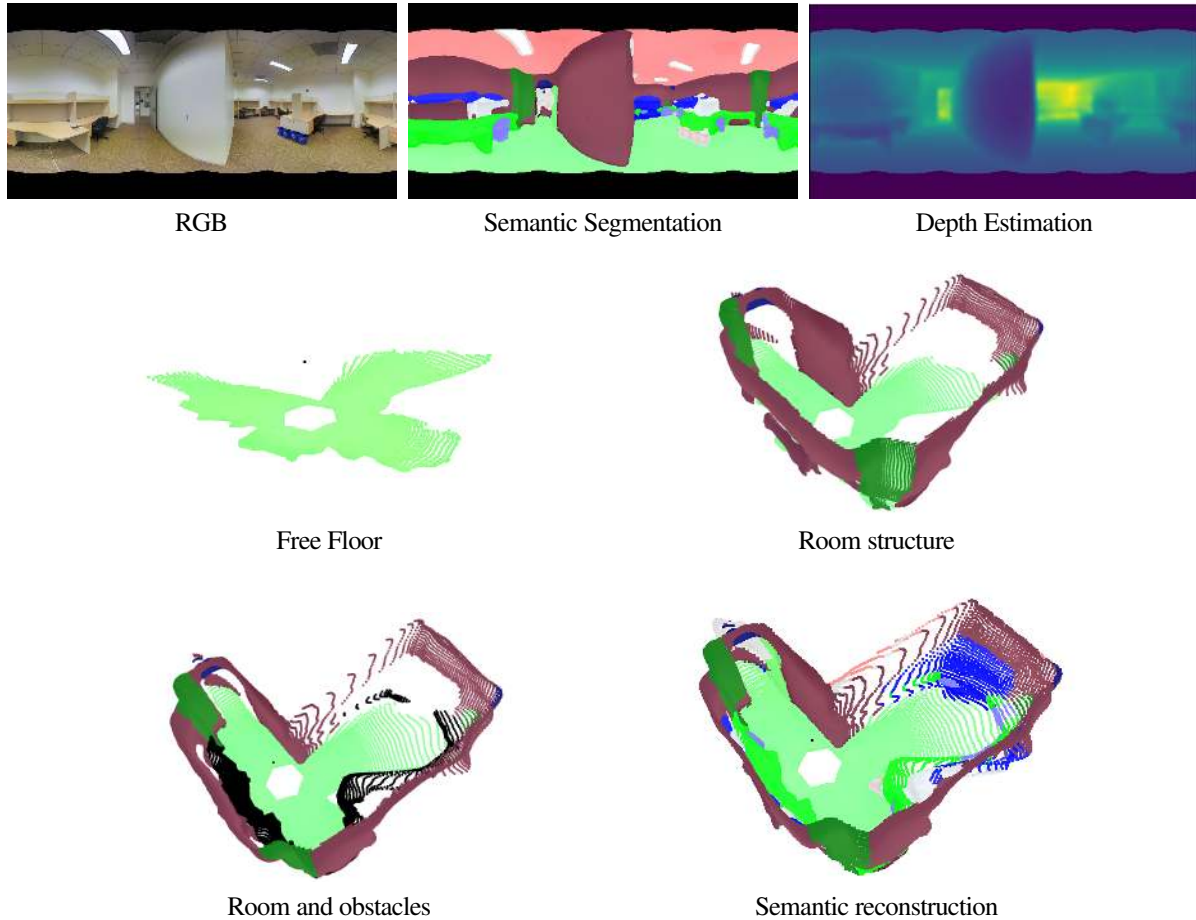 RGB
Semantic Segmentation
Depth Estimation
Free Floor
Room structure
Room and obstacles
Semantic reconstruction